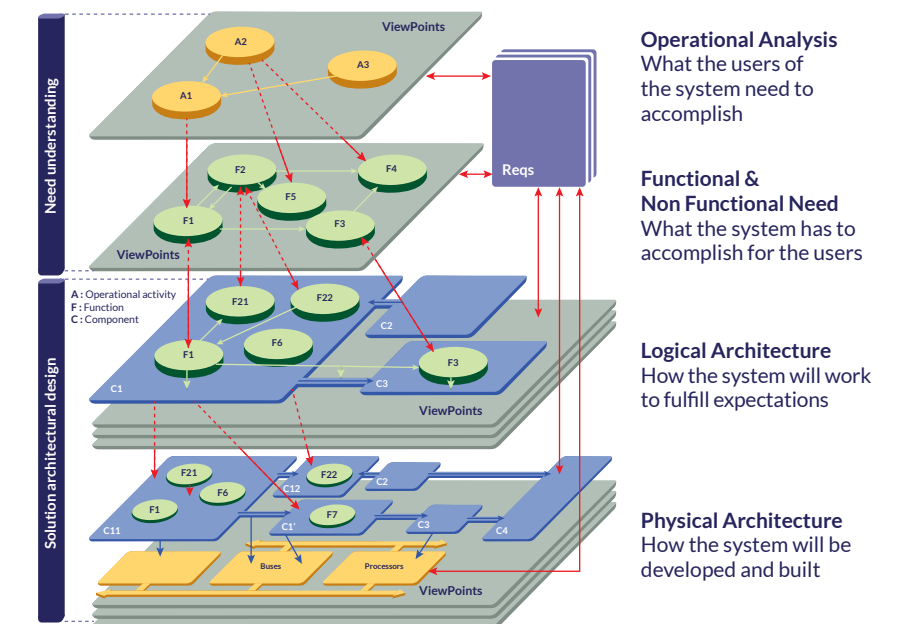 Need understanding
ViewPoints
A2
A3
A1
Reqs
Operational Analysis
What the users of
the system need to
accomplish
F2
F4
F5
F1
F3
ViewPoints
Functional &
Non Functional Need
What the system has to
accomplish for the users
Solution architectural design
A : Operational activity
F : Function
C : Component
F21
F22
C2
F1
F6
F3
C1
C3
ViewPoints
Logical Architecture
How the system will work
to fulfill expectations
F21
F6
F1
C11
F22
C12
C2
F7
C1'
C3
C4
Buses
Processors
ViewPoints
Physical Architecture
How the system will be
developed and built